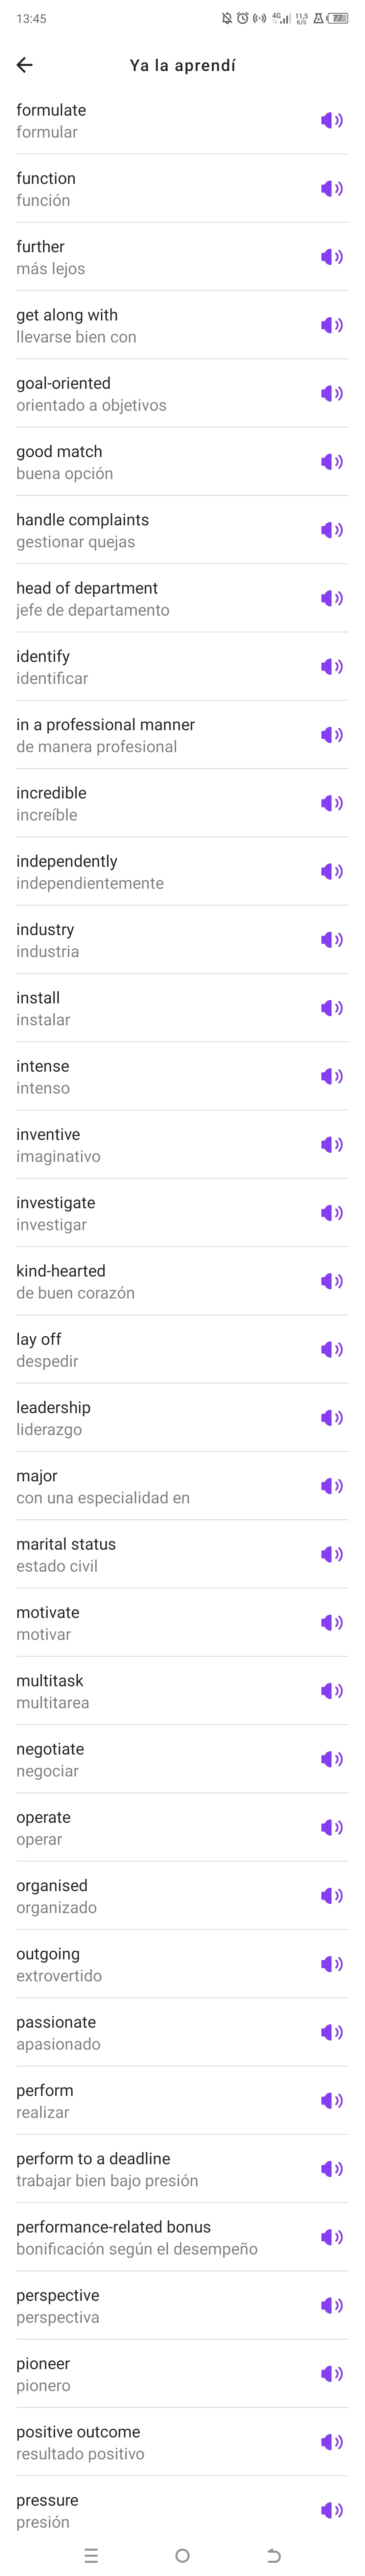 13:45
4G
11,5
K/S
77
Ya la aprendí
formulate
formular
function
función
further
más lejos
get along with
llevarse bien con
goal-oriented
orientado a objetivos
good match
buena opción
handle complaints
gestionar quejas
head of department
jefe de departamento
identify
identificar
in a professional manner
de manera profesional
incredible
increíble
independently
independientemente
industry
industria
install
instalar
intense
intenso
inventive
imaginativo
investigate
investigar
kind-hearted
de buen corazón
lay off
despedir
leadership
liderazgo
major
con una especialidad en
marital status
estado civil
motivate
motivar
multitask
multitarea
negotiate
negociar
operate
operar
organised
organizado
outgoing
extrovertido
passionate
apasionado
perform
realizar
perform to a deadline
trabajar bien bajo presión
performance-related bonus
bonificación según el desempeño
perspective
perspectiva
pioneer
pionero
positive outcome
resultado positivo
pressure
presión